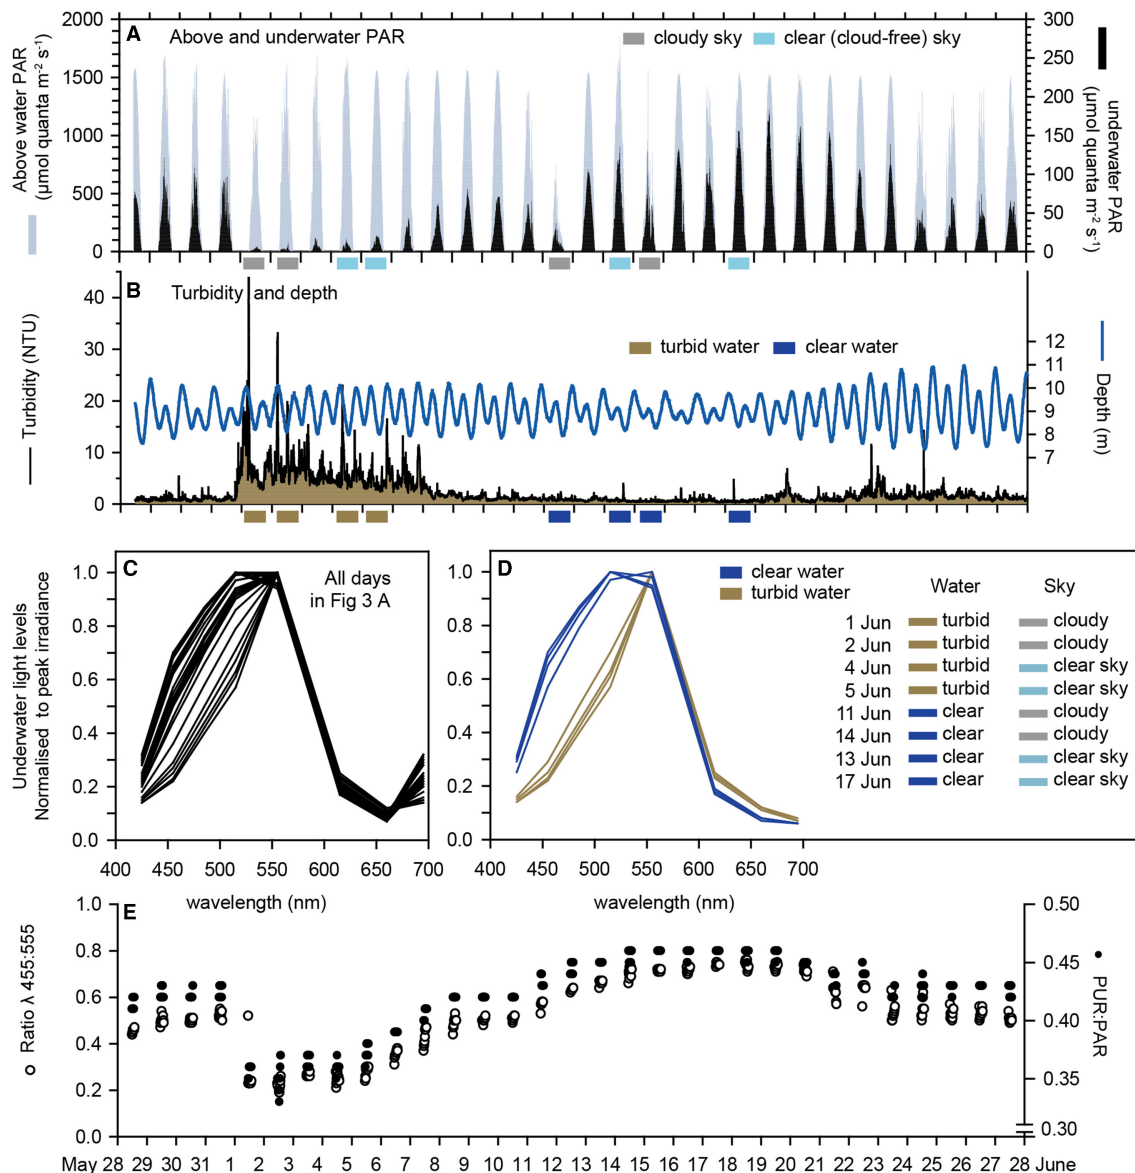 A Above and underwater PAR
cloudy sky clear (cloud-free) sky
Above water PAR
(µmol quanta m-2 s-1)
2000
1500
1000
500
0
300
250
200
150
100
50
0
underwater PAR
(µmol quanta m-2 s-1)
B Turbidity and depth
turbid water clear water
Turbidity (NTU)
40
30
20
10
0
12
11
10
9
8
7
Depth (m)
C All days
in Fig 3 A
Underwater light levels
Normalised to peak irradiance
1.0
0.8
0.6
0.4
0.2
0.0
400 450 500 550 600 650 700
wavelength (nm)
D clear water
turbid water
1.0
0.8
0.6
0.4
0.2
0.0
400 450 500 550 600 650 700
wavelength (nm)
Water Sky
1 Jun turbid cloudy
2 Jun turbid cloudy
4 Jun turbid clear sky
5 Jun turbid clear sky
11 Jun clear cloudy
14 Jun clear cloudy
13 Jun clear clear sky
17 Jun clear clear sky
E
Ratio λ 455:555
1.0
0.8
0.6
0.4
0.2
0.0
0.50
0.45
0.40
0.35
0.30
PUR:PAR
May 28 29 30 31 1 2 3 4 5 6 7 8 9 10 11 12 13 14 15 16 17 18 19 20 21 22 23 24 25 26 27 28 June